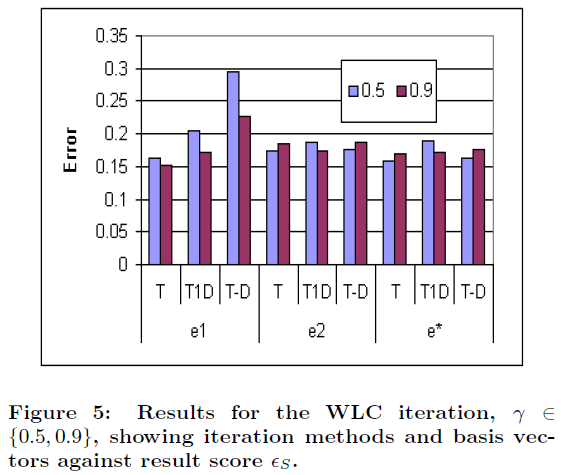 0.35
0.3
0.25
0.2
0.15
0.1
0.05
0
Error
0.5 0.9
T T1D T-D T T1D T-D T T1D T-D
e1 e2 e*
Figure 5: Results for the WLC iteration, γ ∈
{0.5, 0.9}, showing iteration methods and basis vec-
tors against result score ϵS.